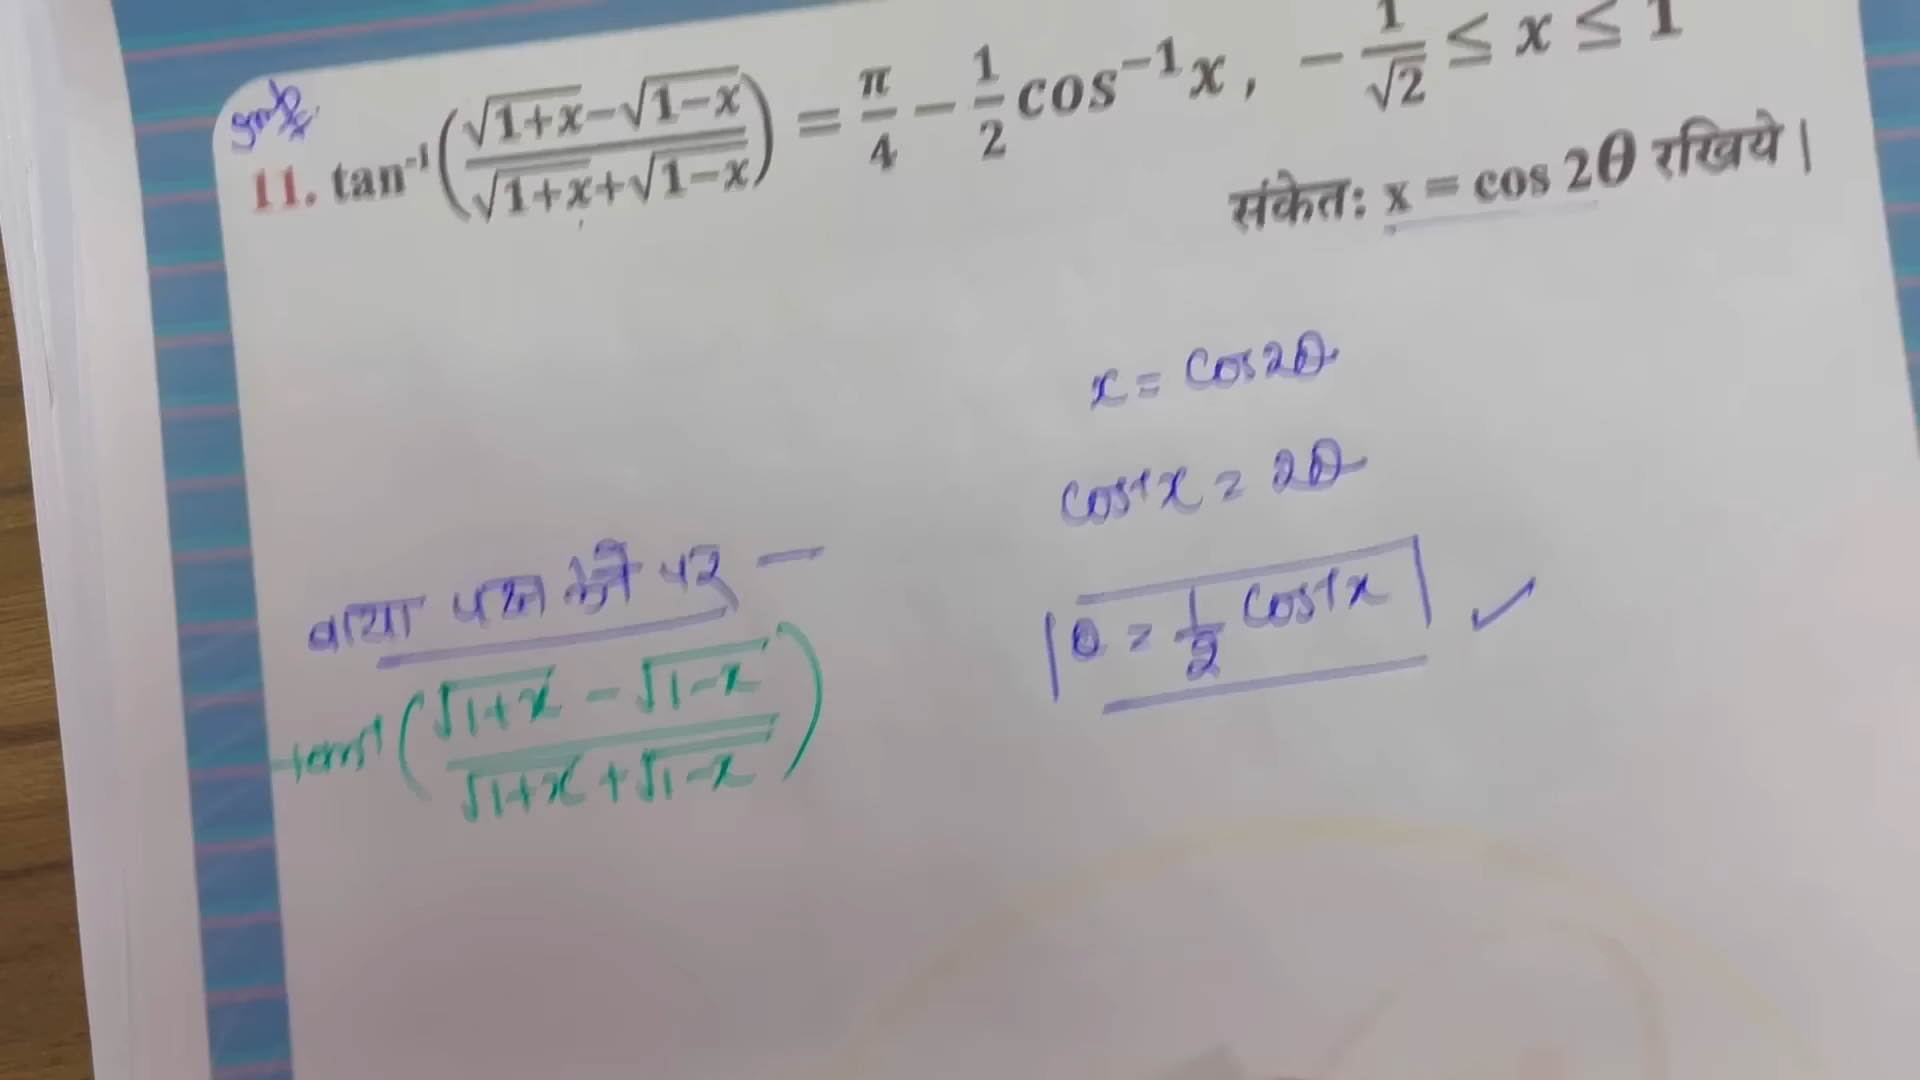 11. tan⁻¹((√1+x−√1−x)/(√1+x+√1−x)) = π/4 − 1/2 cos⁻¹x, −1/√2 ≤ x ≤ 1
संकेत: x = cos 2θ रखिये |
x = cos2θ
cos⁻¹x = 2θ
θ = 1/2 cos⁻¹x ✓
बाया पक्ष लेने पर —
tan⁻¹((√1+x − √1−x)/(√1+x + √1−x))